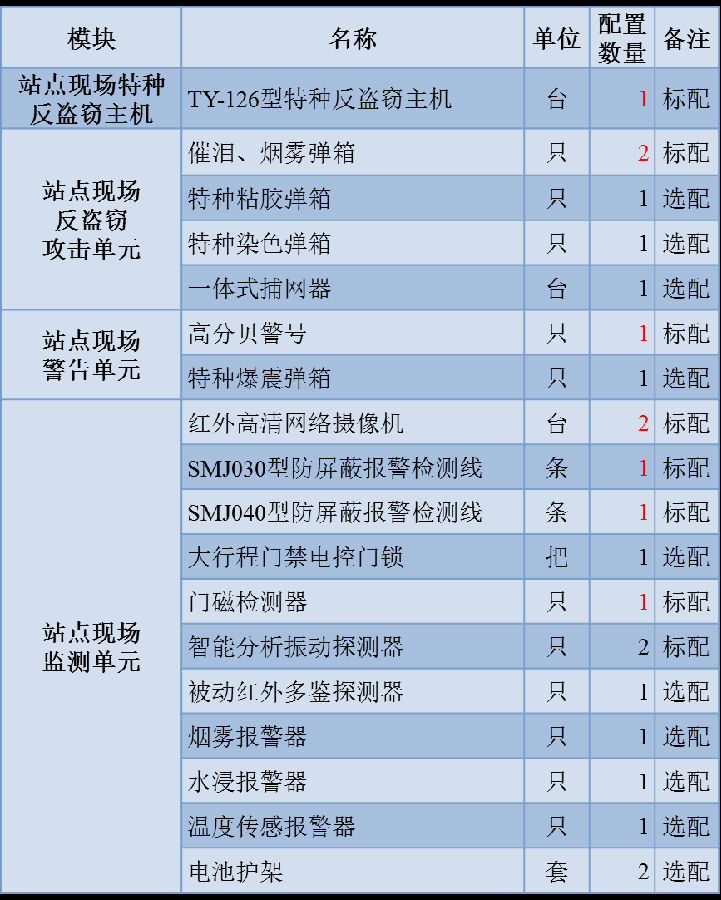 模块 名称 单位 配置数量 备注
站点现场特种反盗窃主机 TY-126型特种反盗窃主机 台 1 标配
站点现场反盗窃攻击单元 催泪、烟雾弹箱 只 2 标配
特种粘胶弹箱 只 1 选配
特种染色弹箱 只 1 选配
一体式捕网器 台 1 选配
站点现场警告单元 高分贝警号 只 1 标配
特种爆震弹箱 只 1 选配
站点现场监测单元 红外高清网络摄像机 台 2 标配
SMJ030型防屏蔽报警检测线 条 1 标配
SMJ040型防屏蔽报警检测线 条 1 标配
大行程门禁电控门锁 把 1 选配
门磁检测器 只 1 标配
智能分析振动探测器 只 2 标配
被动红外多鉴探测器 只 1 选配
烟雾报警器 只 1 选配
水浸报警器 只 1 选配
温度传感报警器 只 1 选配
电池护架 套 2 选配